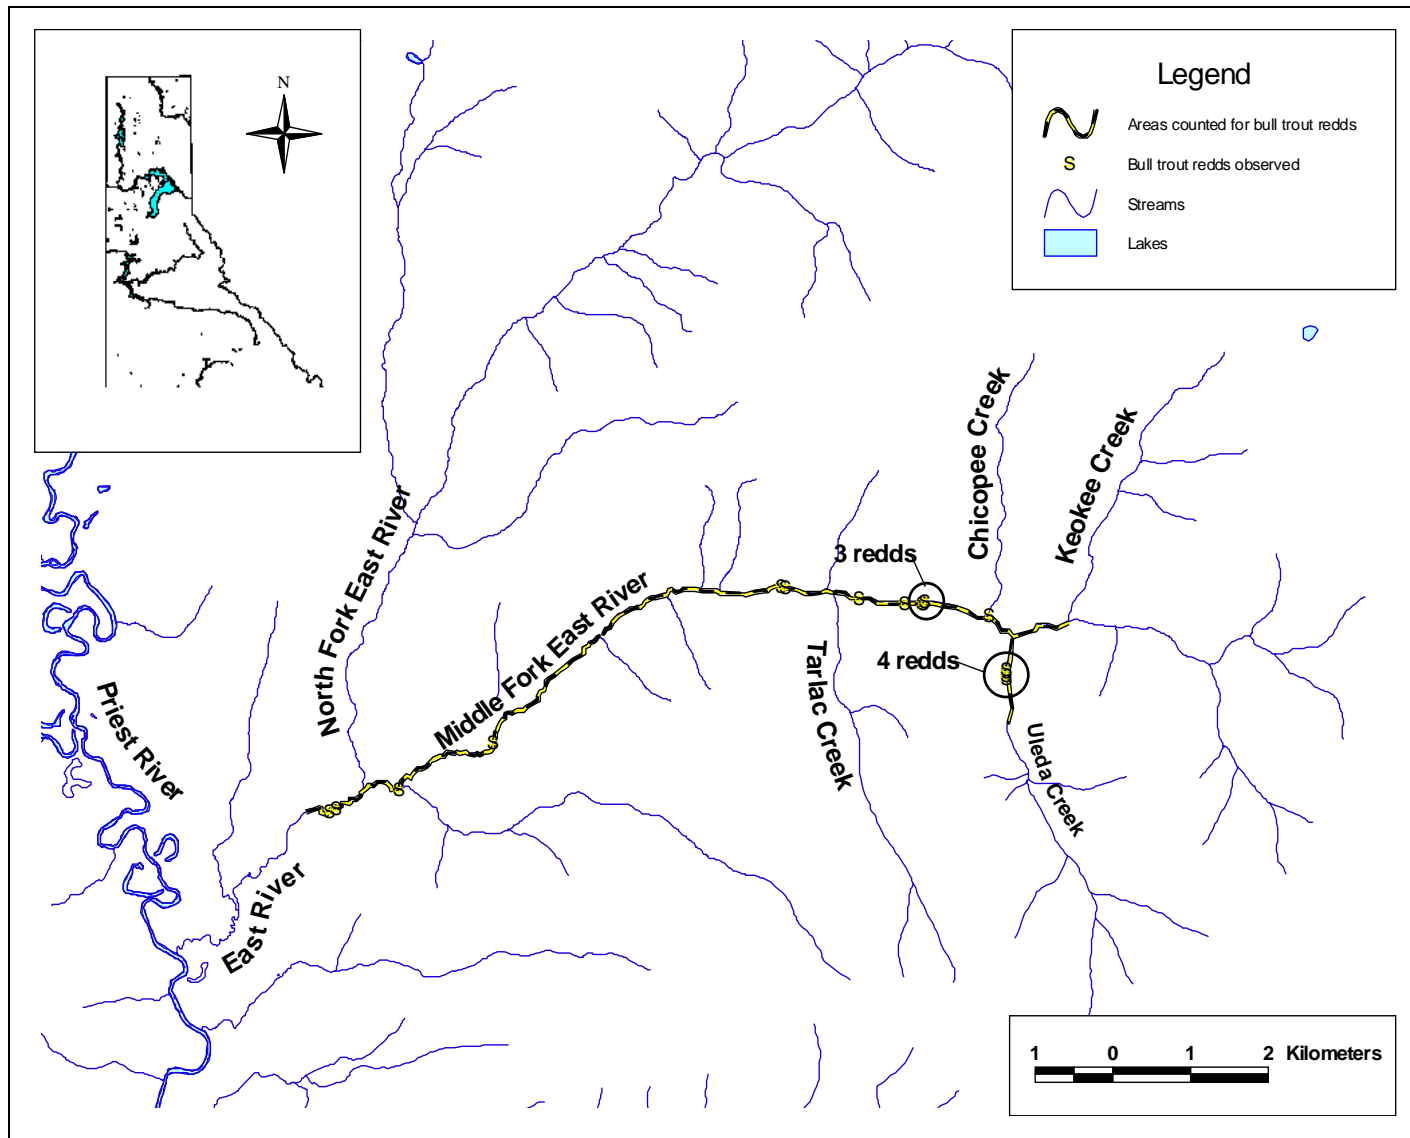 N
Legend
Areas counted for bull trout redds
S
Bull trout redds observed
Streams
Lakes
Chicopee Creek
Keokee Creek
North Fork East River
3 redds
Middle Fork East River
4 redds
Tarlac Creek
Priest River
Uleda Creek
East River
1 0 1 2 Kilometers